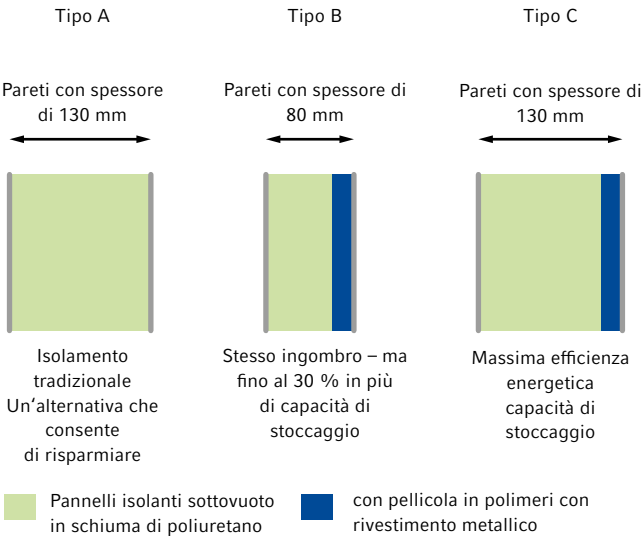 Tipo A
Tipo B
Tipo C
Pareti con spessore
di 130 mm
Pareti con spessore di
80 mm
Pareti con spessore di
130 mm
Isolamento
tradizionale
Un‘alternativa che
consente
di risparmiare
Stesso ingombro – ma
fino al 30 % in più
di capacità di
stoccaggio
Massima efficienza
energetica
capacità di
stoccaggio
Pannelli isolanti sottovuoto
in schiuma di poliuretano
con pellicola in polimeri con
rivestimento metallico